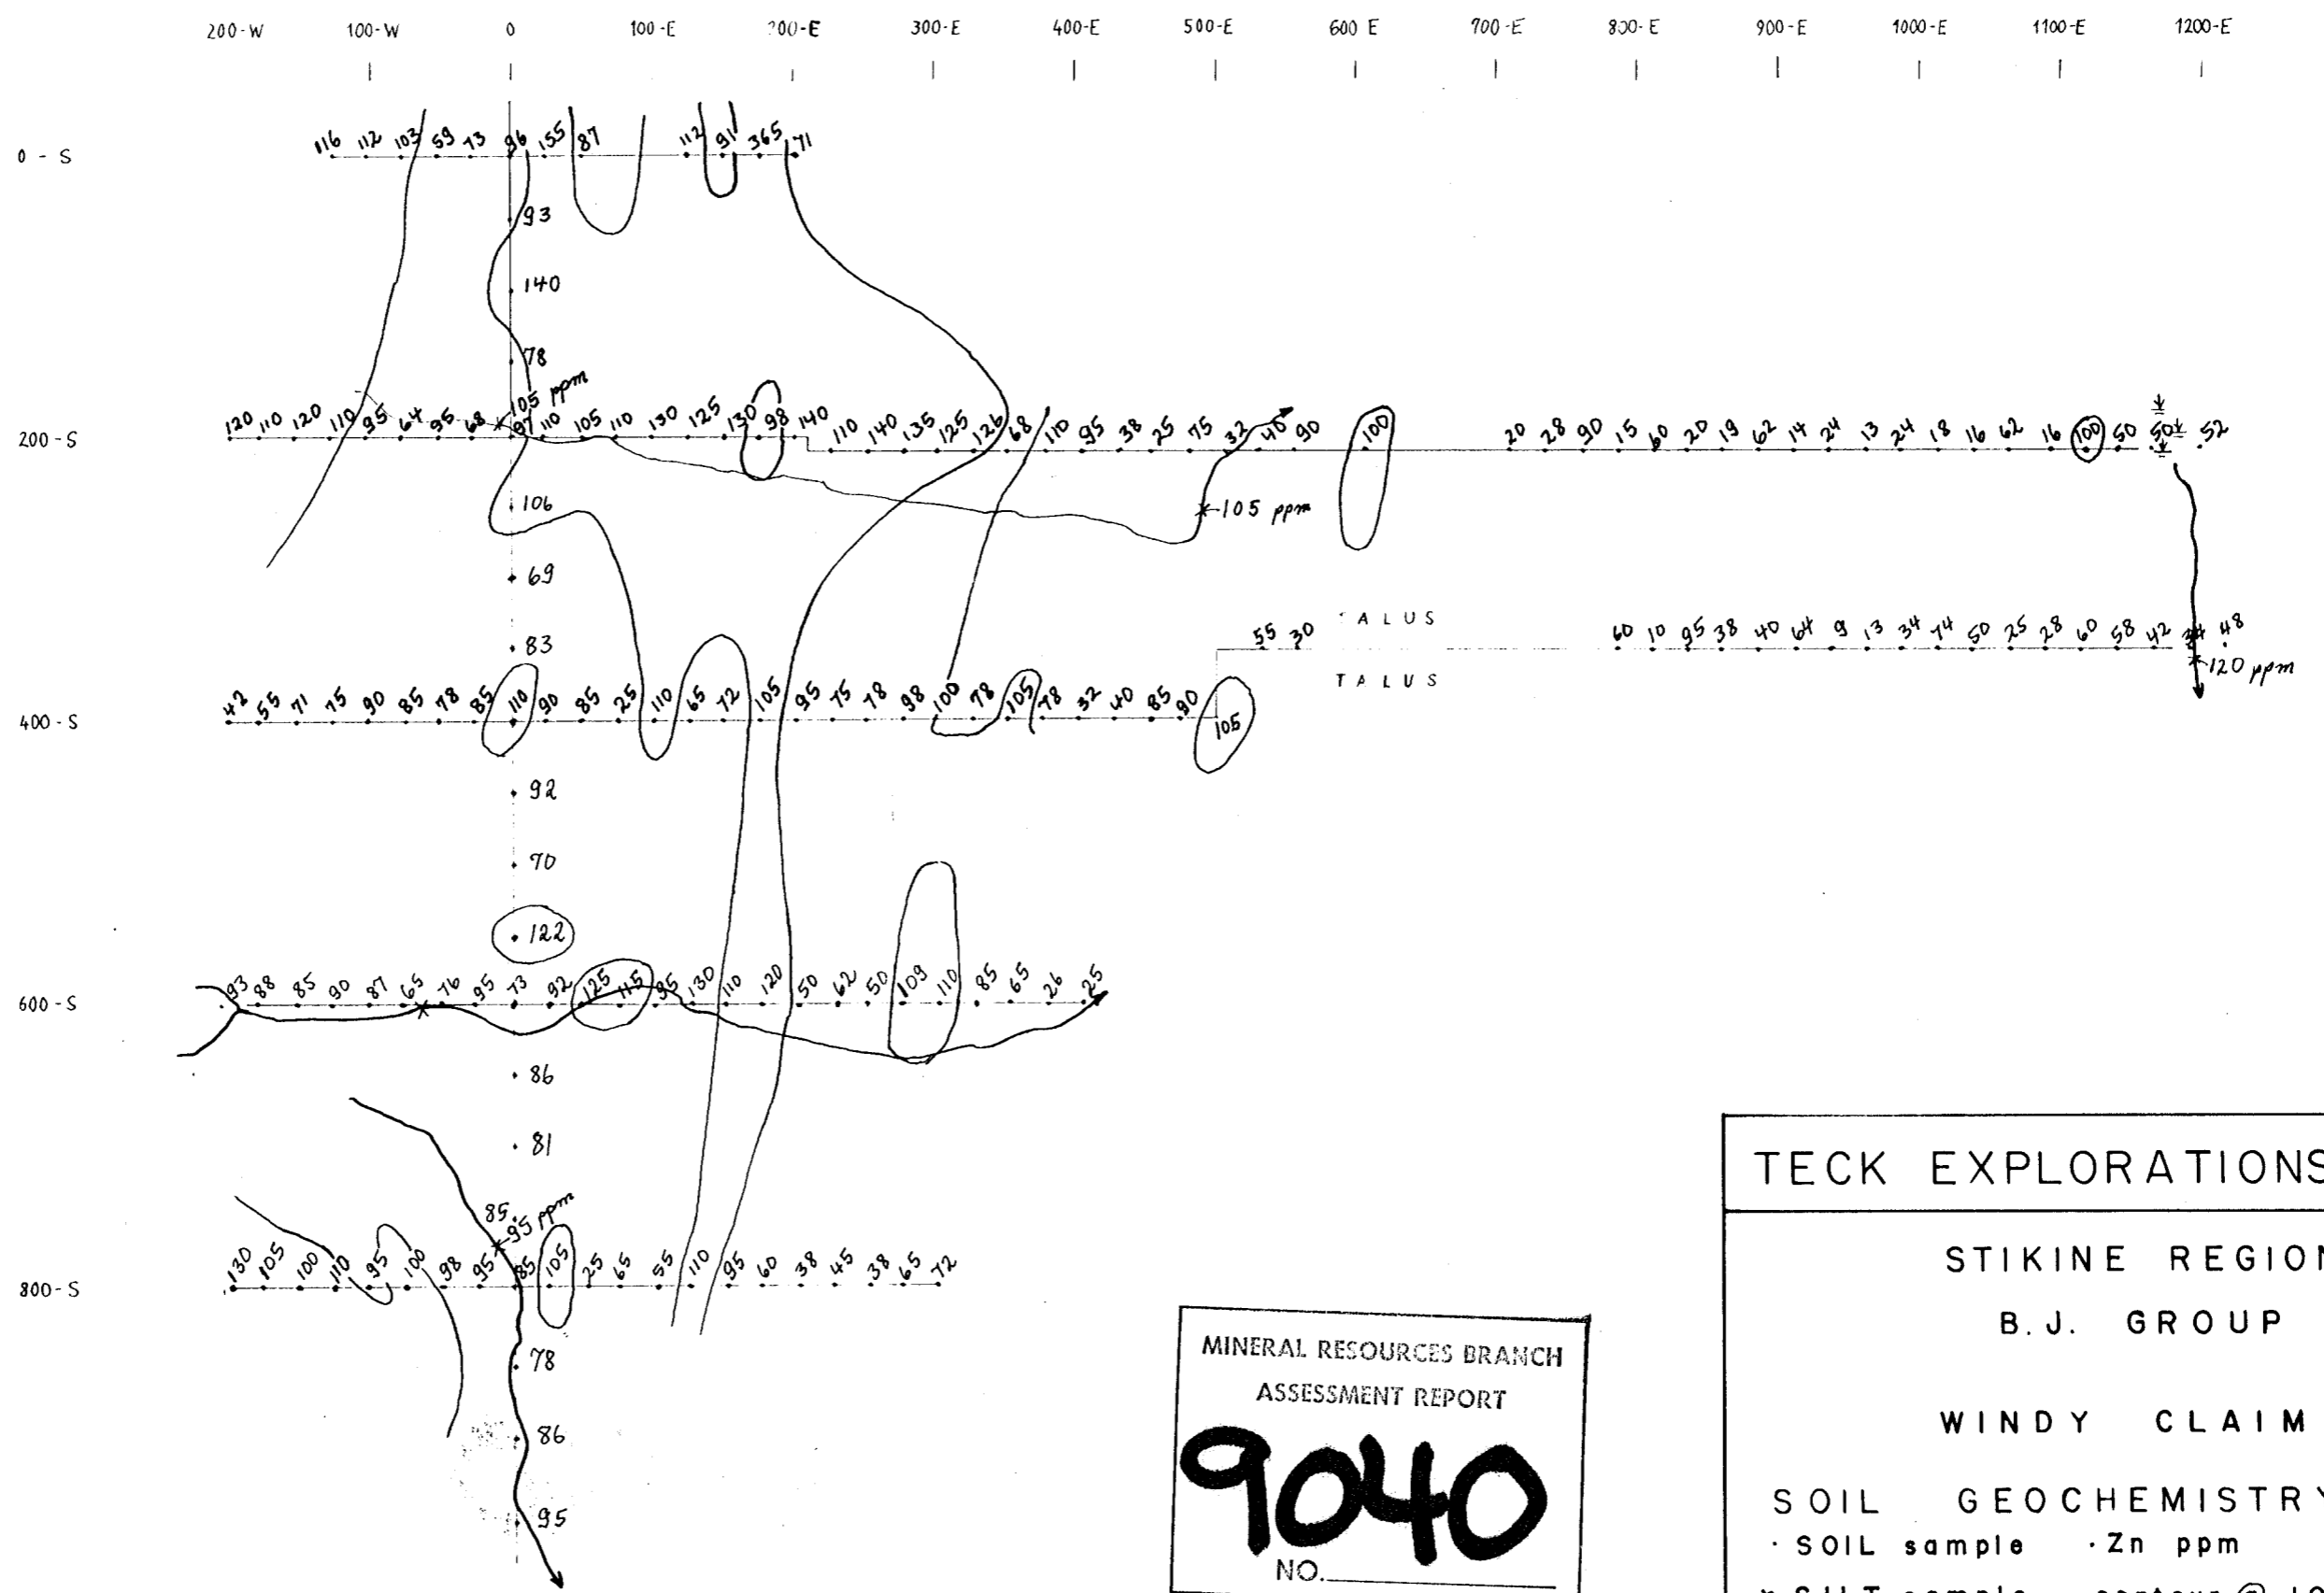 200-W 100-W 0 100-E 200-E 300-E 400-E 500-E 600 E 700-E 800-E 900-E 1000-E 1100-E 1200-E
0 - S 116 112 103 59 73 96 155 87 112 91 365 71
93
140
78
105 ppm
200-S 120 110 120 110 95 64 95 68 97 110 105 110 130 125 130 98 140 110 140 135 125 126 68 110 95 38 25 75 32 40 90 100 20 28 90 15 60 20 19 62 14 24 13 24 18 16 62 16 100 50 50 52
106
105 ppm
69
TALUS
83
55 30 60 10 95 38 40 64 9 13 34 74 50 25 28 60 58 42 34 48
120 ppm
TALUS
400-S 42 55 71 75 90 85 78 85 110 90 85 25 110 65 72 105 95 75 78 98 100 78 105 78 32 40 85 90 105
92
70
122
600-S 93 88 85 90 87 65 76 95 73 92 125 115 95 130 110 120 50 62 50 109 110 85 65 26 25
86
81
85
95 ppm
800-S 130 105 100 110 95 100 98 95 85 105 25 65 55 110 95 60 38 45 38 65 72
78
86
95
MINERAL RESOURCES BRANCH
ASSESSMENT REPORT
9040
NO.
TECK EXPLORATIONS
STIKINE REGION
B.J. GROUP
WINDY CLAIM
SOIL GEOCHEMISTRY
· SOIL sample · Zn ppm